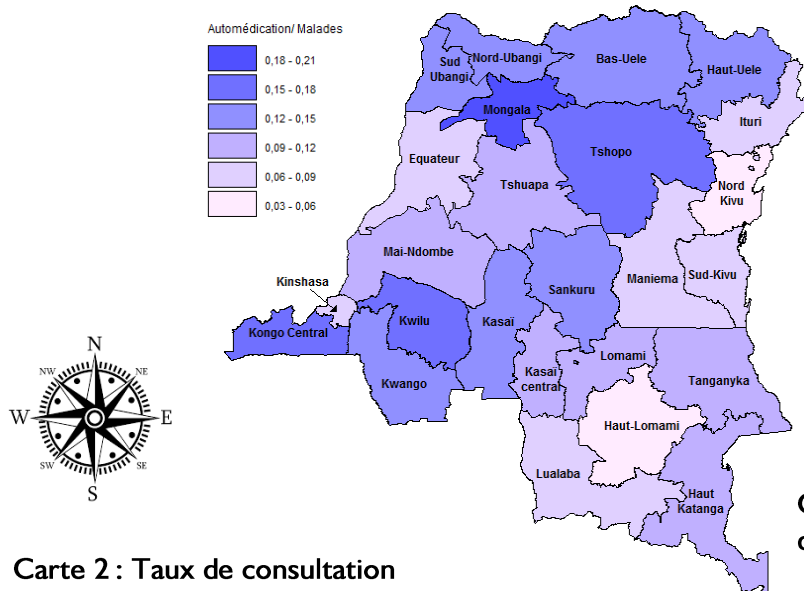 Automédication/ Malades
0,18 - 0,21
0,15 - 0,18
0,12 - 0,15
0,09 - 0,12
0,06 - 0,09
0,03 - 0,06
Sud
Ubangi
Nord-Ubangi
Bas-Uele
Haut-Uele
Mongala
Ituri
Equateur
Tshopo
Tshuapa
Nord
Kivu
Mai-Ndombe
Maniema
Sud-Kivu
Kinshasa
Sankuru
Kongo Central
Kwilu
Kasaï
Kwango
Kasaï
central
Lomami
Tanganyka
Haut-Lomami
Lualaba
Haut
Katanga
N
NW
NE
W
E
SW
SE
S
Carte 2 : Taux de consultation